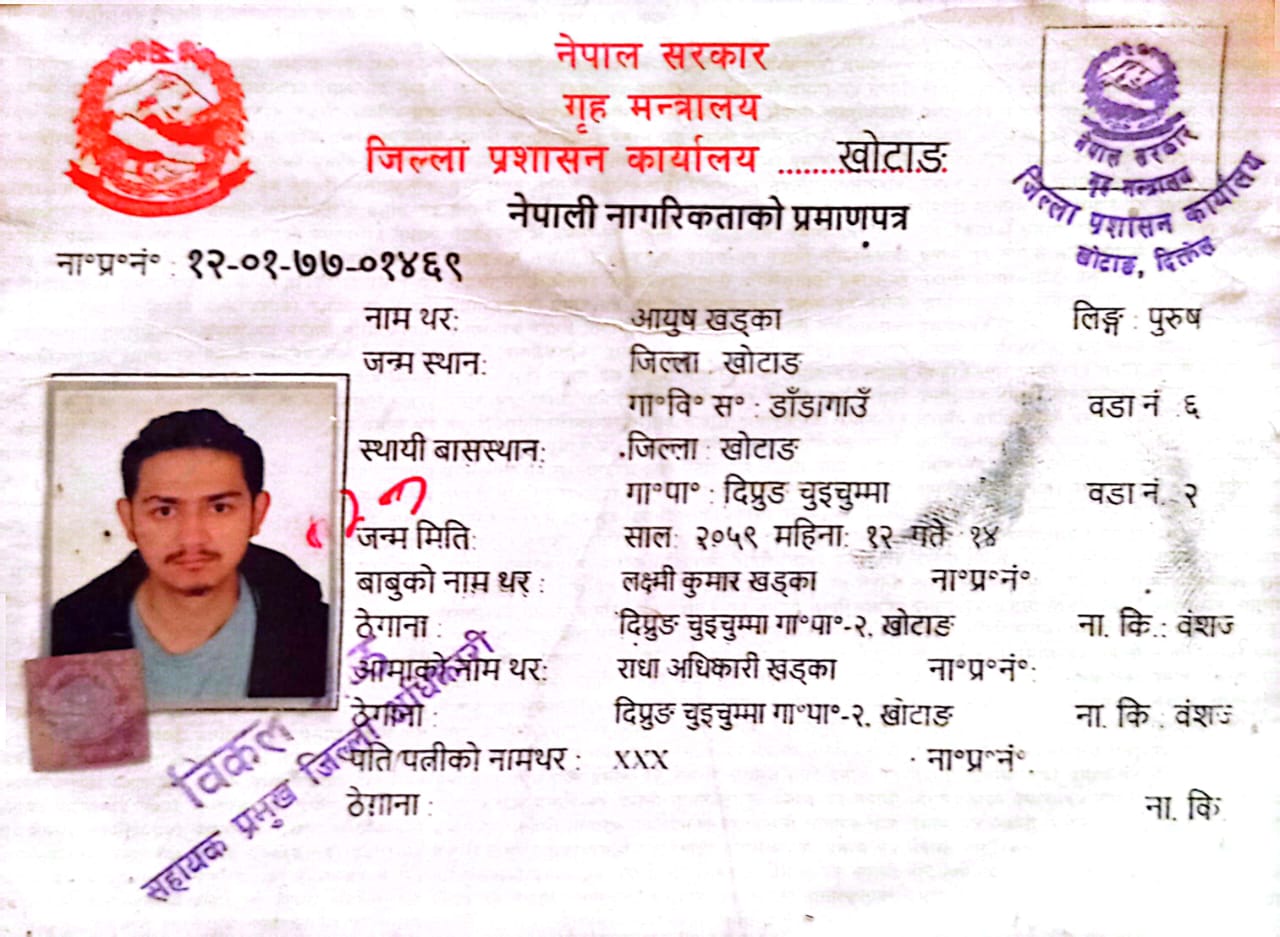 नेपाल सरकार
गृह मन्त्रालय
जिल्ला प्रशासन कार्यालय ........खोटाङ
नेपाली नागरिकताको प्रमाणपत्र
नेपाल सरकार
गृह मन्त्रालय
जिल्ला प्रशासन कार्यालय
खोटाङ, दिक्तेल
ना॰प्र॰नं॰ : १२-०१-७७-०१४६९
नाम थर: आयुष खड्का लिङ्ग : पुरुष
जन्म स्थान: जिल्ला : खोटाङ
गा॰वि॰ स॰ : डाँडागाउँ वडा नं : ६
स्थायी बासस्थान: जिल्ला : खोटाङ
गा॰पा॰ : दिप्रुङ चुइचुम्मा वडा नं. : २
जन्म मिति: साल: २०५९ महिना: १२ गते १४
बाबुको नाम थर : लक्ष्मी कुमार खड्का ना॰प्र॰नं॰
ठेगाना : दिप्रुङ चुइचुम्मा गा॰पा॰-२, खोटाङ ना. कि.: वंशज
आमाको नाम थर: राधा अधिकारी खड्का ना॰प्र॰नं॰:
ठेगाना : दिप्रुङ चुइचुम्मा गा॰पा॰-२, खोटाङ ना. कि : वंशज
पति/पत्नीको नामथर : XXX ना॰प्र॰नं॰
ठेगाना : ना. कि
सहायक प्रमुख जिल्ला अधिकारी